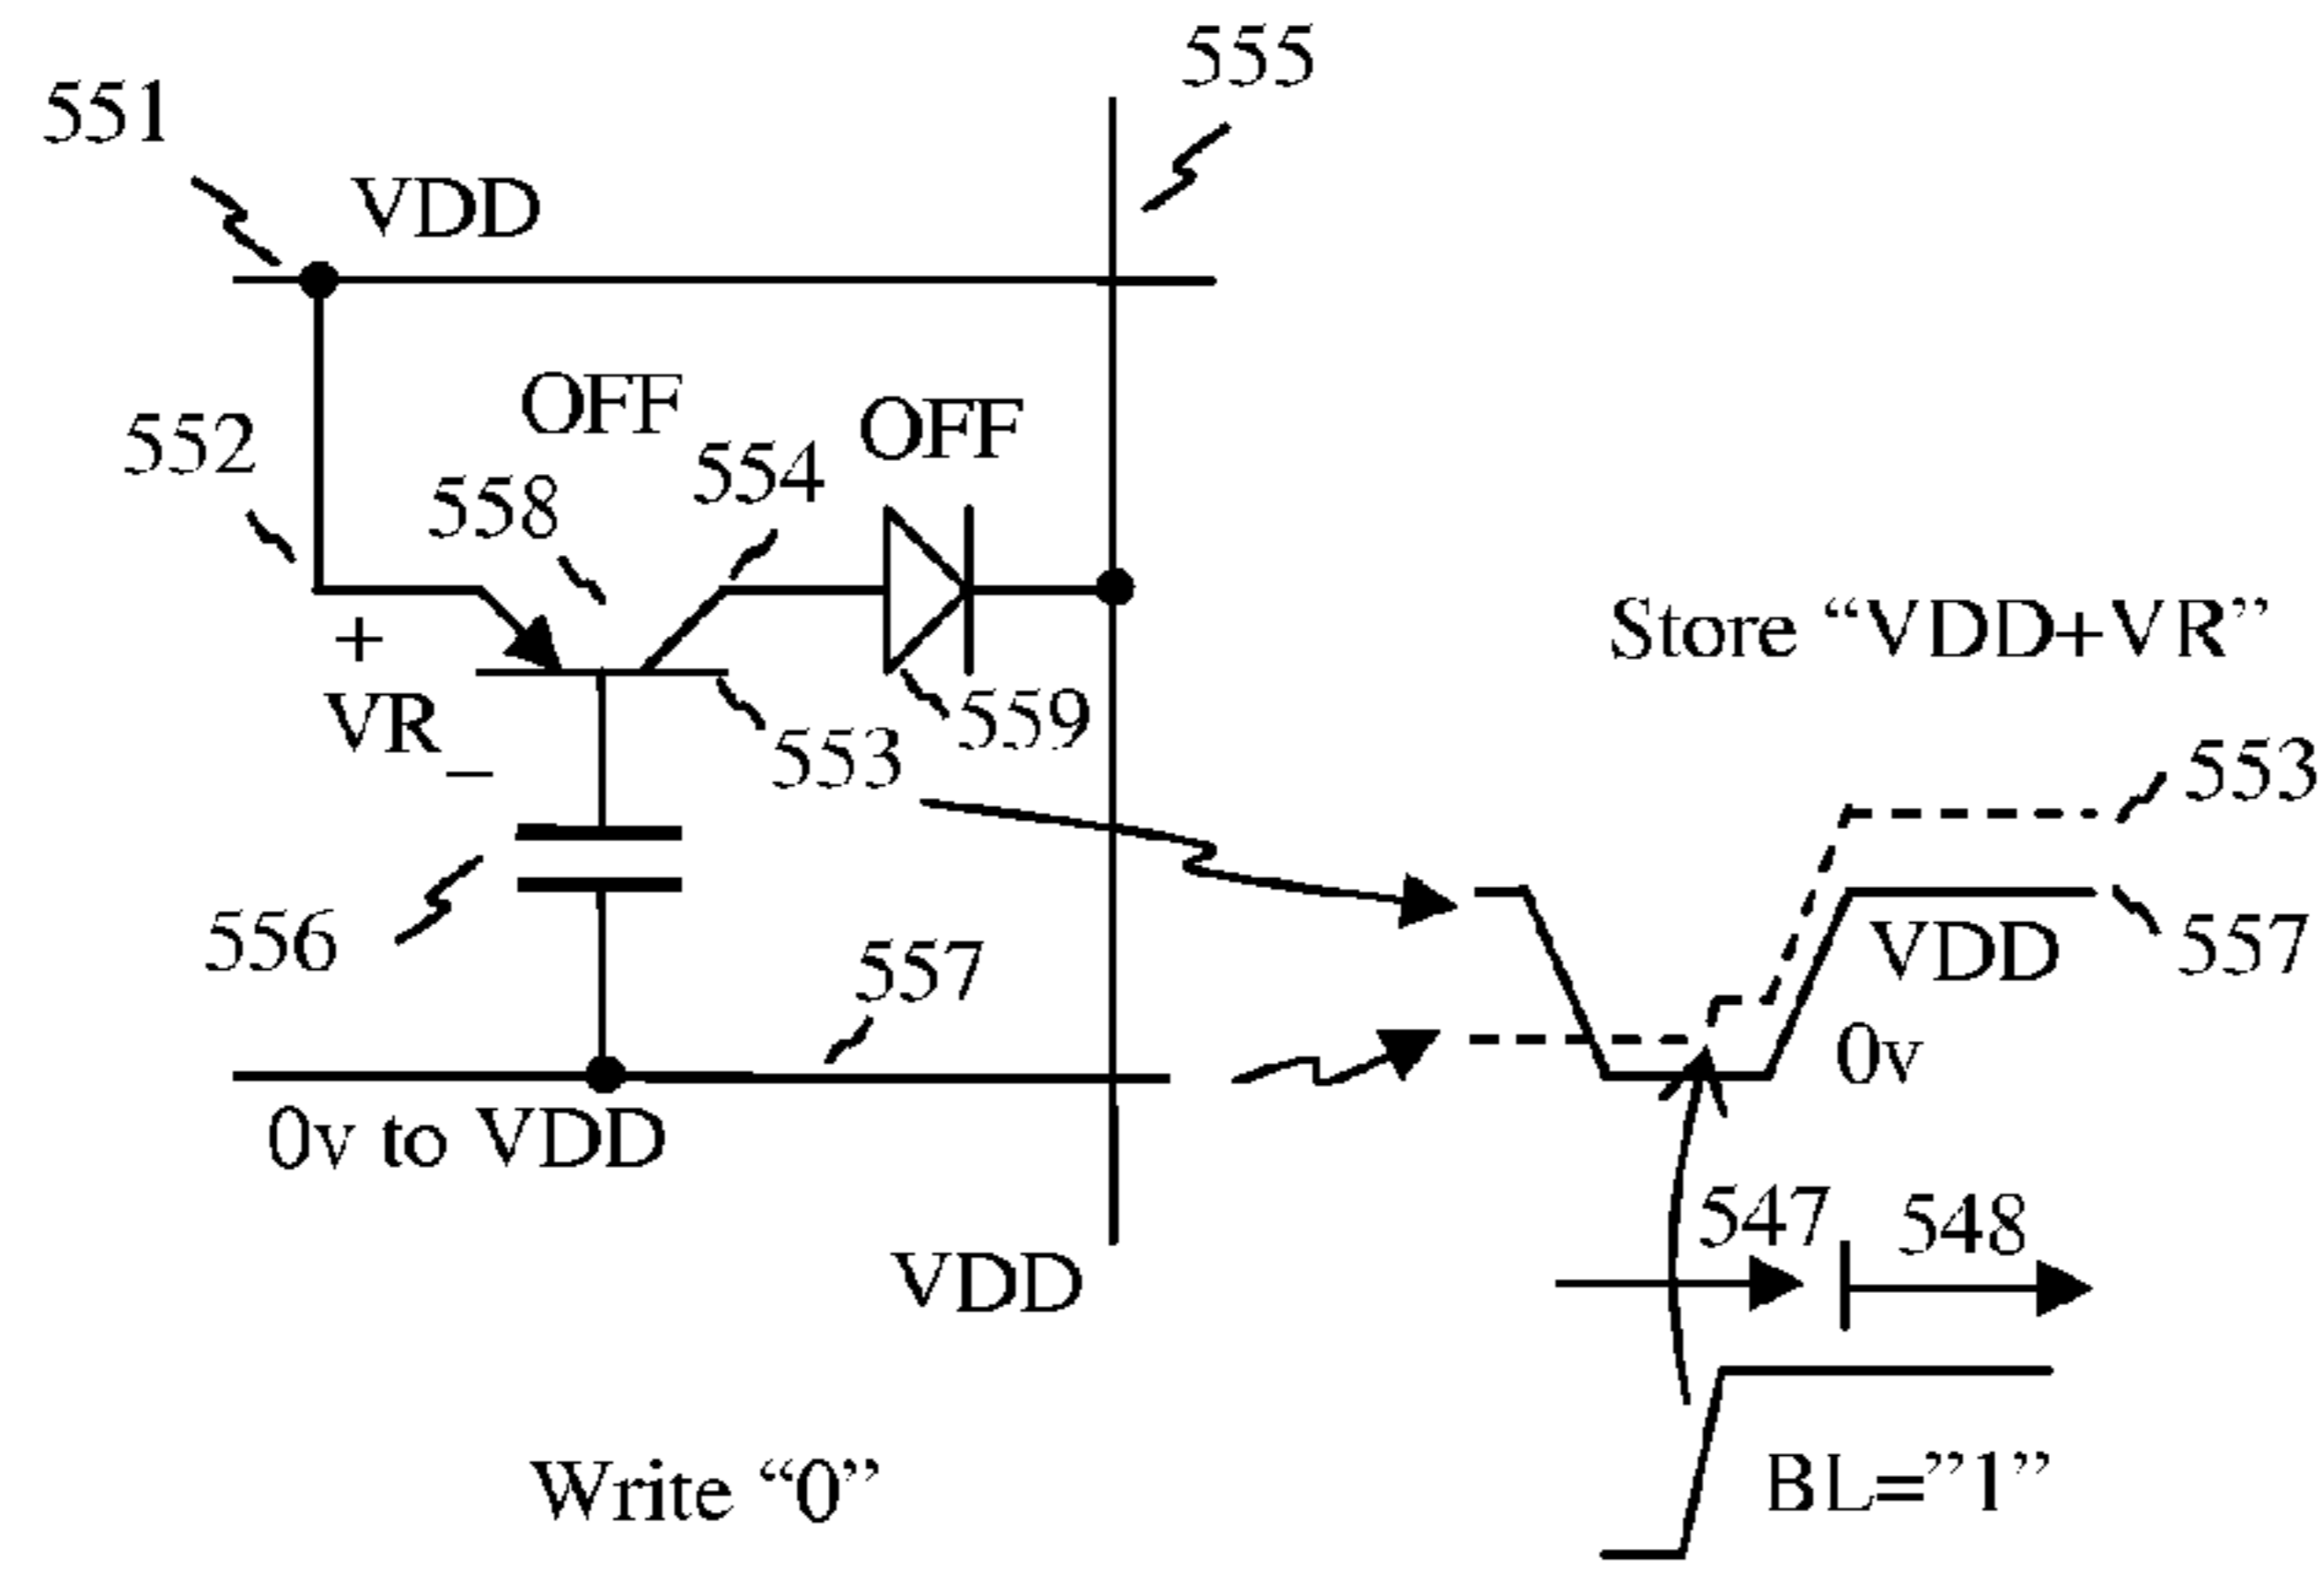 555
551
VDD
OFF
OFF
552
554
558
Store “VDD+VR”
+
VR
–
559
553
553
556
557
VDD
557
0v
0v to VDD
547
548
VDD
BL=”1”
Write “0”